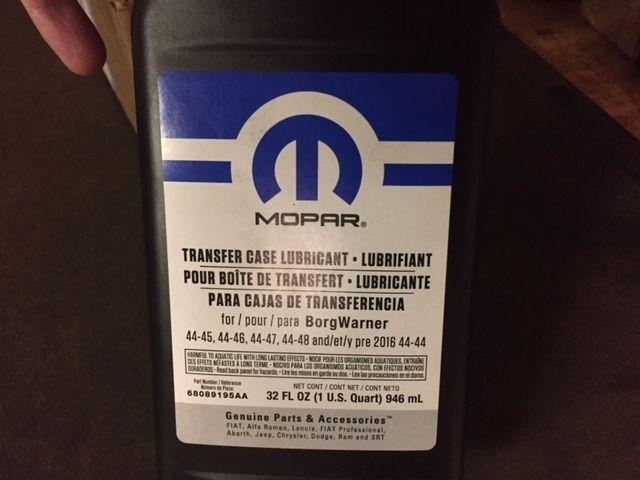 MOPAR®
TRANSFER CASE LUBRICANT • LUBRIFIANT
POUR BOÎTE DE TRANSFERT • LUBRICANTE
PARA CAJAS DE TRANSFERENCIA
for / pour / para BorgWarner
44-45, 44-46, 44-47, 44-48 and/et/y pre 2016 44-44
HARMFUL TO AQUATIC LIFE WITH LONG LASTING EFFECTS • NOCIF POUR LES ORGANISMES AQUATIQUES, ENTRAÎNE
DES EFFETS NÉFASTES À LONG TERME • NOCIVO PARA LOS ORGANISMOS ACUÁTICOS, CON EFECTOS NOCIVOS
DURADEROS • Read back panel for hazards. • Lire les mises en garde au dos. • Lea las precauciones en el dorso.
Part Number / Référence
Número de Pieza:
68089195AA
NET CONT / CONT NET / CONT NETO
32 FL OZ (1 U.S. Quart) 946 mL
Genuine Parts & Accessories™
FIAT, Alfa Romeo, Lancia, FIAT Professional,
Abarth, Jeep, Chrysler, Dodge, Ram and SRT